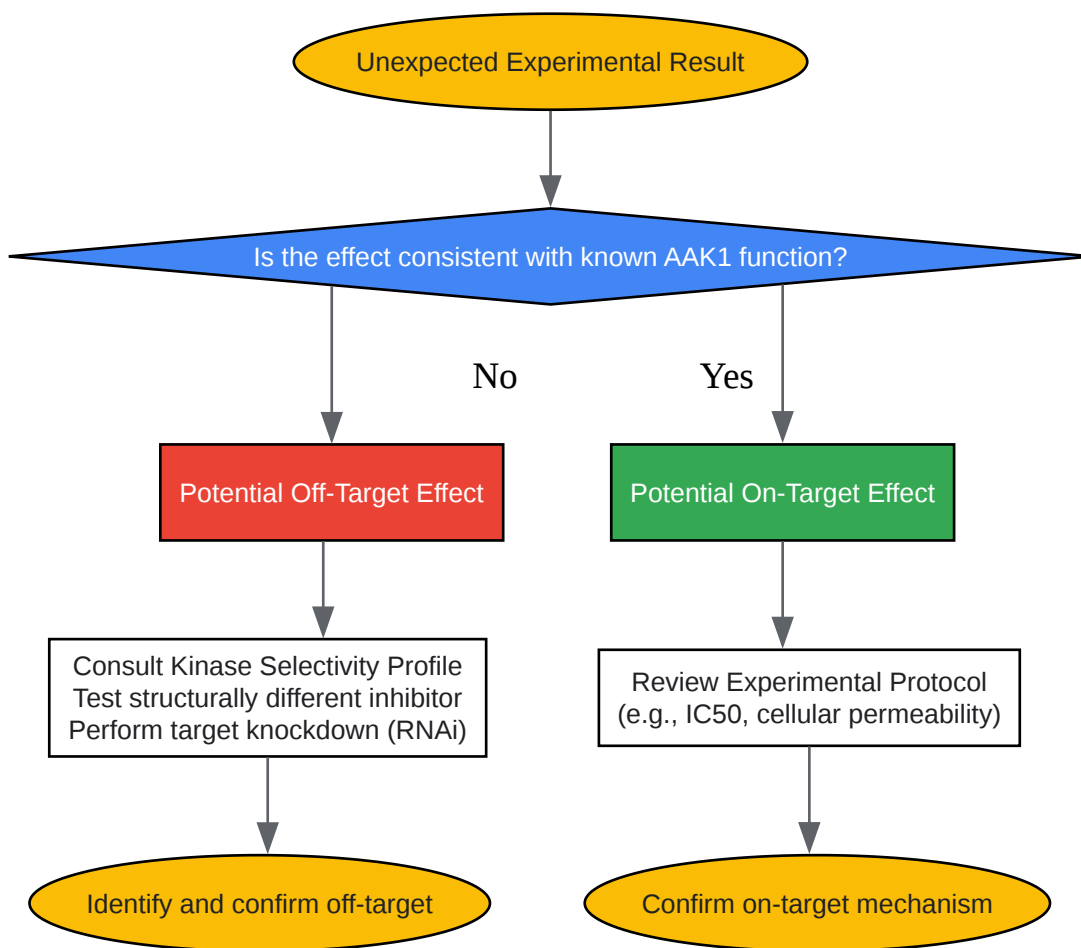 Unexpected Experimental Result
Is the effect consistent with known AAK1 function?
No
Yes
Potential Off-Target Effect
Potential On-Target Effect
Consult Kinase Selectivity Profile
Test structurally different inhibitor
Perform target knockdown (RNAi)
Review Experimental Protocol
(e.g., IC50, cellular permeability)
Identify and confirm off-target
Confirm on-target mechanism